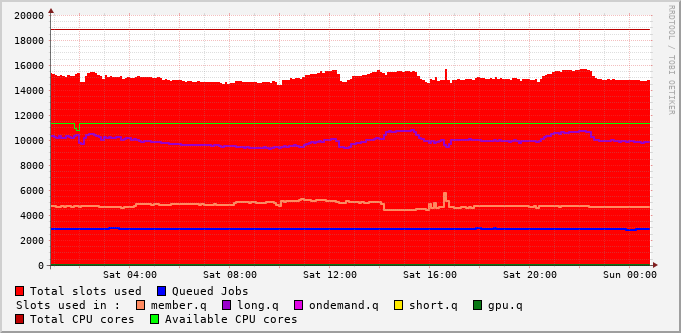 20000
18000
16000
14000
12000
10000
8000
6000
4000
2000
0
Sat 04:00 Sat 08:00 Sat 12:00 Sat 16:00 Sat 20:00 Sun 00:00
Total slots used Queued Jobs
Slots used in : member.q long.q ondemand.q short.q gpu.q
Total CPU cores Available CPU cores
RRDTOOL / TOBI OETIKER